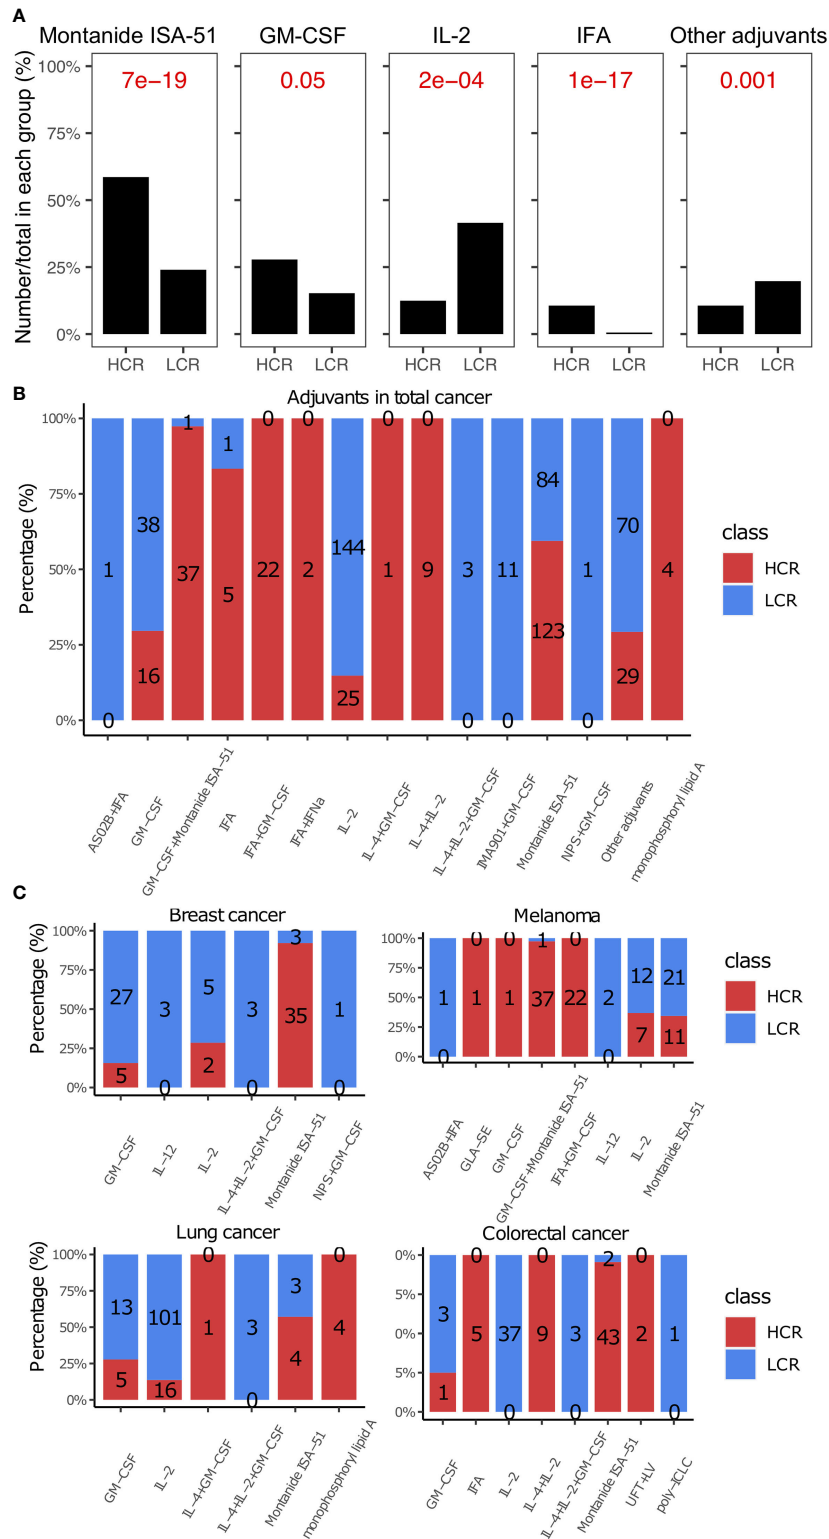 A
Montanide ISA-51 GM-CSF IL-2 IFA Other adjuvants
Number/total in each group (%)
100%
75%
50%
25%
0%
7e−19 0.05 2e−04 1e−17 0.001
HCR LCR HCR LCR HCR LCR HCR LCR HCR LCR
B
Adjuvants in total cancer
Percentage (%)
100%
75%
50%
25%
0%
1 0
38 16
1 37
1 5
0 22
0 2
144 25
0 1
0 9
3 0
11 0
84 123
1 0
70 29
0 4
AS02B+IFA
GM−CSF
GM−CSF+Montanide ISA−51
IFA
IFA+GM−CSF
IFA+IFNa
IL−2
IL−4+GM−CSF
IL−4+IL−2
IL−4+IL−2+GM−CSF
IMA901+GM−CSF
Montanide ISA−51
NPS+GM−CSF
Other adjuvants
monophosphoryl lipid A
class
HCR
LCR
C
Breast cancer
Percentage (%)
100%
75%
50%
25%
0%
27 5
3 0
5 2
3 0
3 35
1 0
GM−CSF
IL−12
IL−2
IL−4+IL−2+GM−CSF
Montanide ISA−51
NPS+GM−CSF
Melanoma
100%
75%
50%
25%
0%
1 0
0 1
0 1
1 37
0 22
2 0
12 7
21 11
AS02B+IFA
GLA−SE
GM−CSF
GM−CSF+Montanide ISA−51
IFA+GM−CSF
IL−12
IL−2
Montanide ISA−51
class
HCR
LCR
Lung cancer
Percentage (%)
100%
75%
50%
25%
0%
13 5
101 16
0 1
3 0
3 4
0 4
GM−CSF
IL−2
IL−4+GM−CSF
IL−4+IL−2+GM−CSF
Montanide ISA−51
monophosphoryl lipid A
Colorectal cancer
0%
5%
0%
5%
0%
3 1
0 5
37 0
0 9
3 0
2 43
0 2
1 0
GM−CSF
IFA
IL−2
IL−4+IL−2
IL−4+IL−2+GM−CSF
Montanide ISA−51
UFT+LV
poly−ICLC
class
HCR
LCR